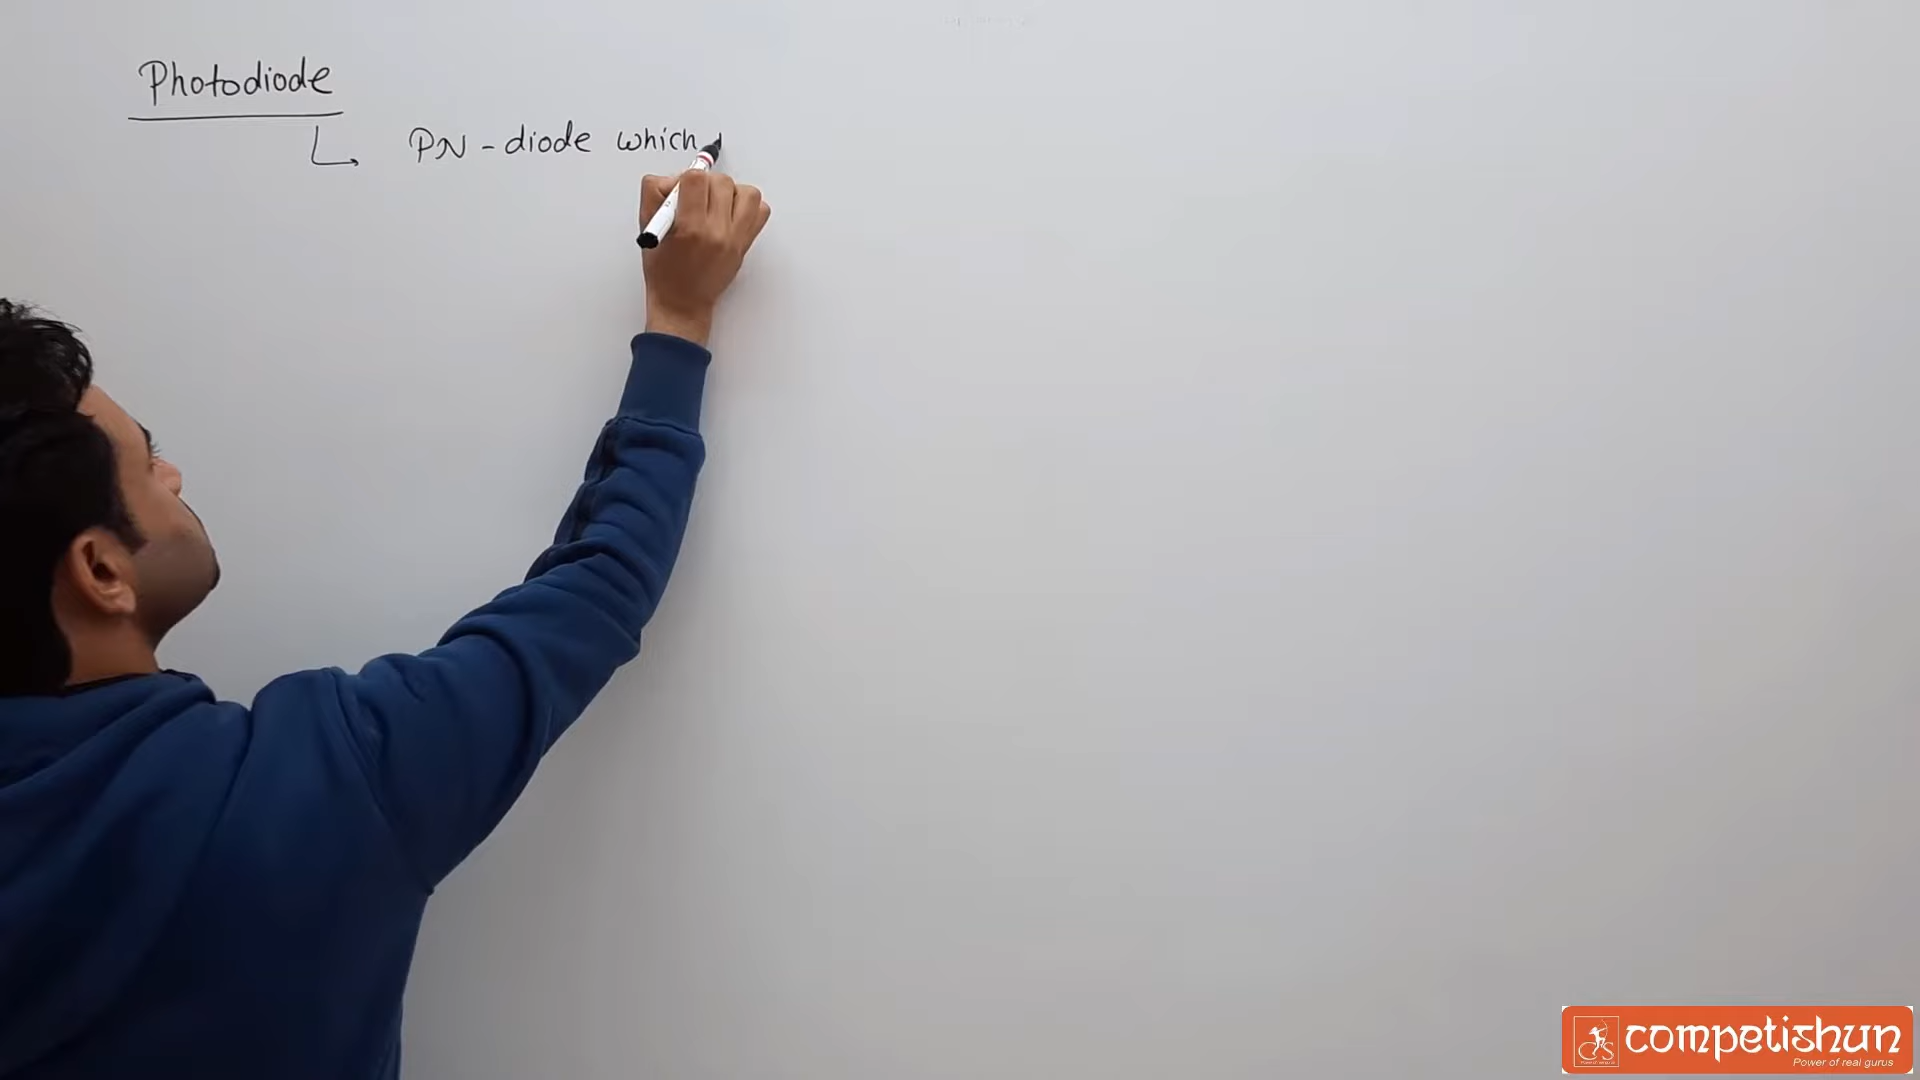 Photodiode
PN - diode which
competishun
Power of real gurus